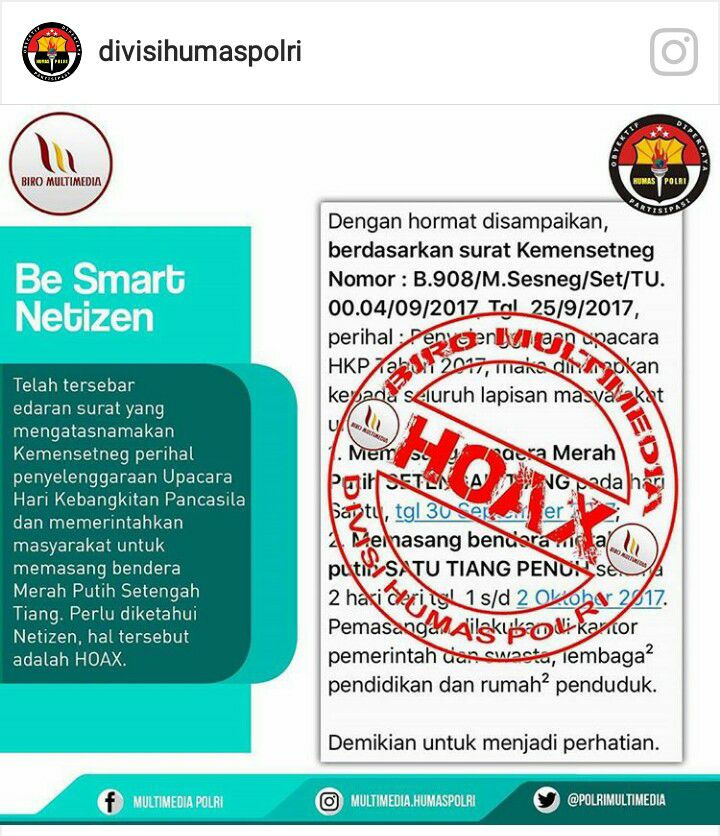 divisihumaspolri
BIRO MULTIMEDIA
OBYEKTIF DIPERCAYA
HUMAS POLRI
PARTISIPASI
Be Smart
Netizen
Telah tersebar
edaran surat yang
mengatasnamakan
Kemensetneg perihal
penyelenggaraan Upacara
Hari Kebangkitan Pancasila
dan memerintahkan
masyarakat untuk
memasang bendera
Merah Putih Setengah
Tiang. Perlu diketahui
Netizen, hal tersebut
adalah HOAX.
Dengan hormat disampaikan,
berdasarkan surat Kemensetneg
Nomor : B.908/M.Sesneg/Set/TU.
00.04/09/2017, Tgl. 25/9/2017,
perihal : Penyelenggaraan upacara
HKP Tahun 2017, maka diharapkan
kepada seluruh lapisan masyarakat
1. Memasang bendera Merah
Putih SETENGAH TIANG pada hari
Sabtu, tgl 30 September 2017;
2. Memasang bendera merah
putih SATU TIANG PENUH selama
2 hari dari tgl. 1 s/d 2 Oktober 2017.
Pemasangan dilakukan di kantor
pemerintah dan swasta, lembaga²
pendidikan dan rumah² penduduk.
Demikian untuk menjadi perhatian.
BIRO MULTIMEDIA
HOAX
DIVISI HUMAS POLRI
MULTIMEDIA POLRI
MULTIMEDIA.HUMASPOLRI
@POLRIMULTIMEDIA